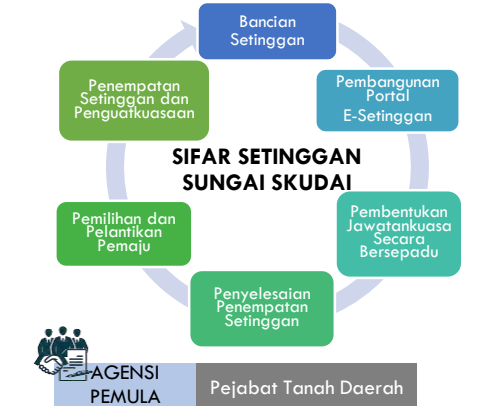 Bancian
Setinggan
Pembangunan
Portal
E-Setinggan
Pembentukan
Jawatankuasa
Secara
Bersepadu
Penyelesaian
Penempatan
Setinggan
Pemilihan dan
Pelantikan
Pemaju
Penempatan
Setinggan dan
Penguatkuasaan
SIFAR SETINGGAN
SUNGAI SKUDAI
AGENSI
PEMULA
Pejabat Tanah Daerah